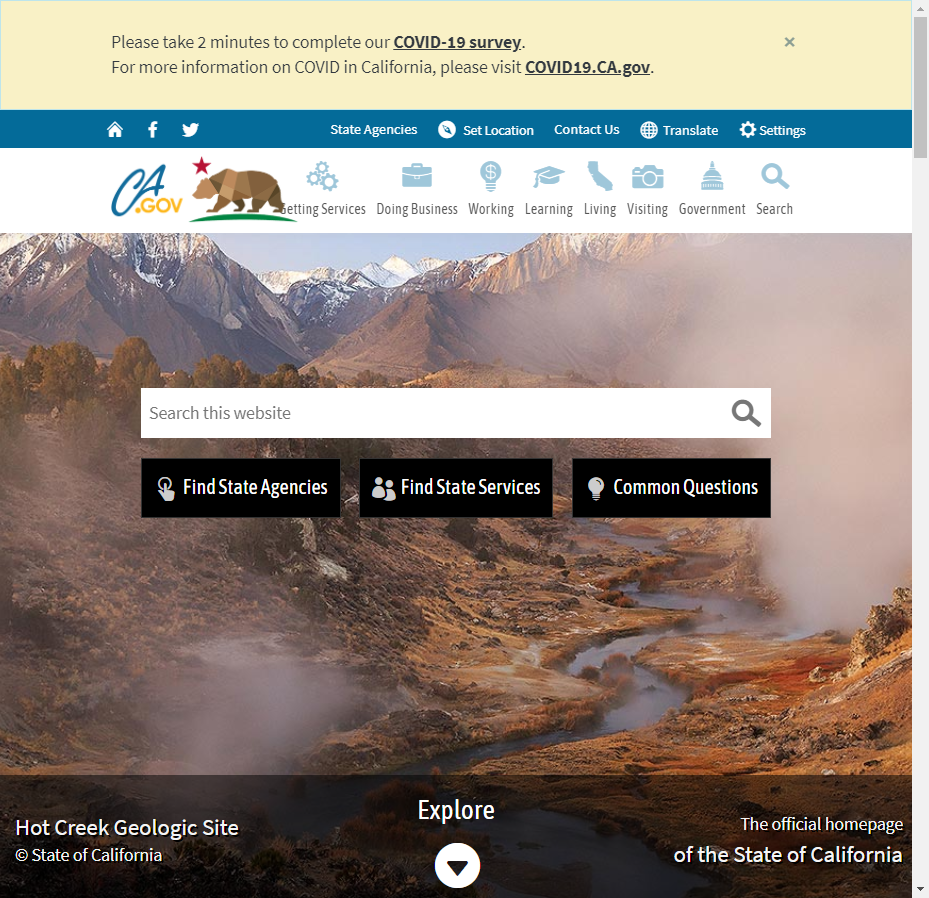 Please take 2 minutes to complete our COVID-19 survey.
For more information on COVID in California, please visit COVID19.CA.gov.
×
State Agencies Set Location Contact Us Translate Settings
CA.GOV
Getting Services Doing Business Working Learning Living Visiting Government Search
Search this website
Find State Agencies Find State Services Common Questions
Explore
Hot Creek Geologic Site
© State of California
The official homepage
of the State of California